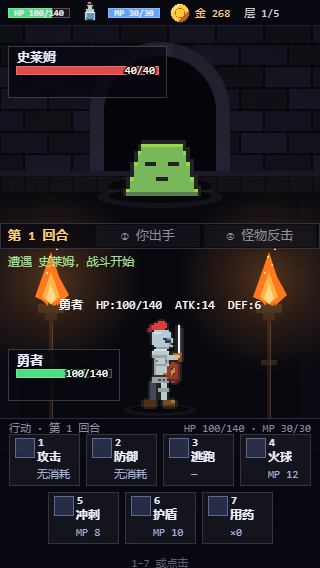 HP 100/140 MP 30/30 金 268 层 1/5
史莱姆
40/40
第 1 回合 ① 你出手 ② 怪物反击
遭遇 史莱姆，战斗开始
勇者 HP:100/140 ATK:14 DEF:6
勇者
100/140
行动 · 第 1 回合 HP 100/140 · MP 30/30
1 攻击 无消耗
2 防御 无消耗
3 逃跑 —
4 火球 MP 12
5 冲刺 MP 8
6 护盾 MP 10
7 用药 ×0
1-7 或点击